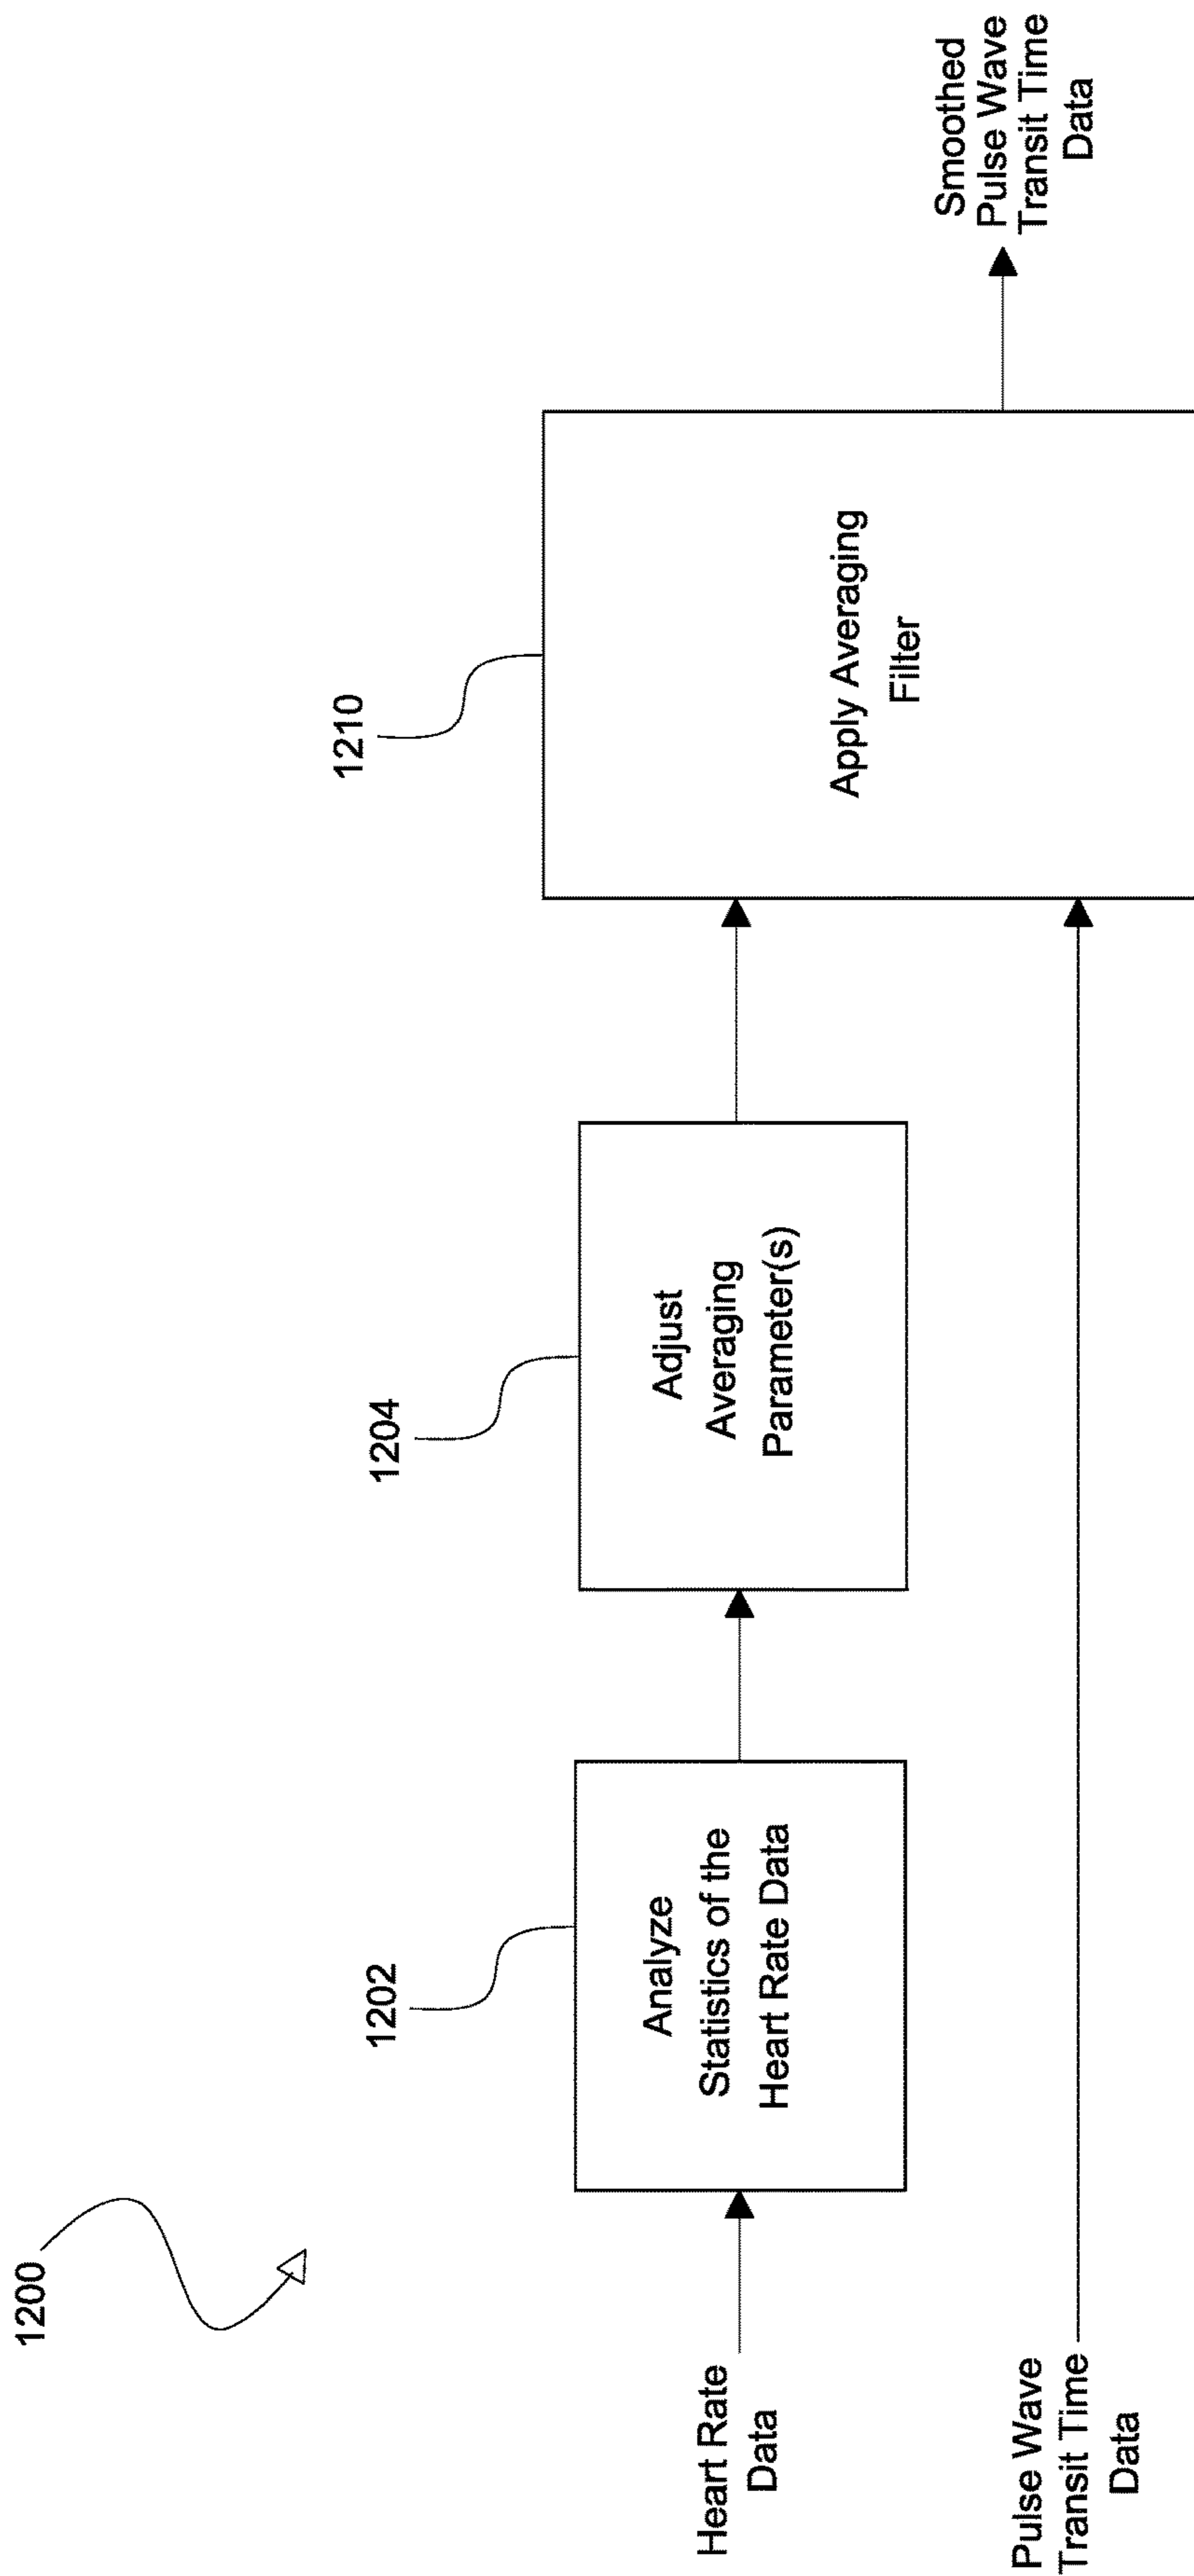 1200
1202
1204
1210
Heart Rate
Data
Analyze
Statistics of the
Heart Rate Data
Adjust
Averaging
Parameter(s)
Apply Averaging
Filter
Pulse Wave
Transit Time
Data
Smoothed
Pulse Wave
Transit Time
Data